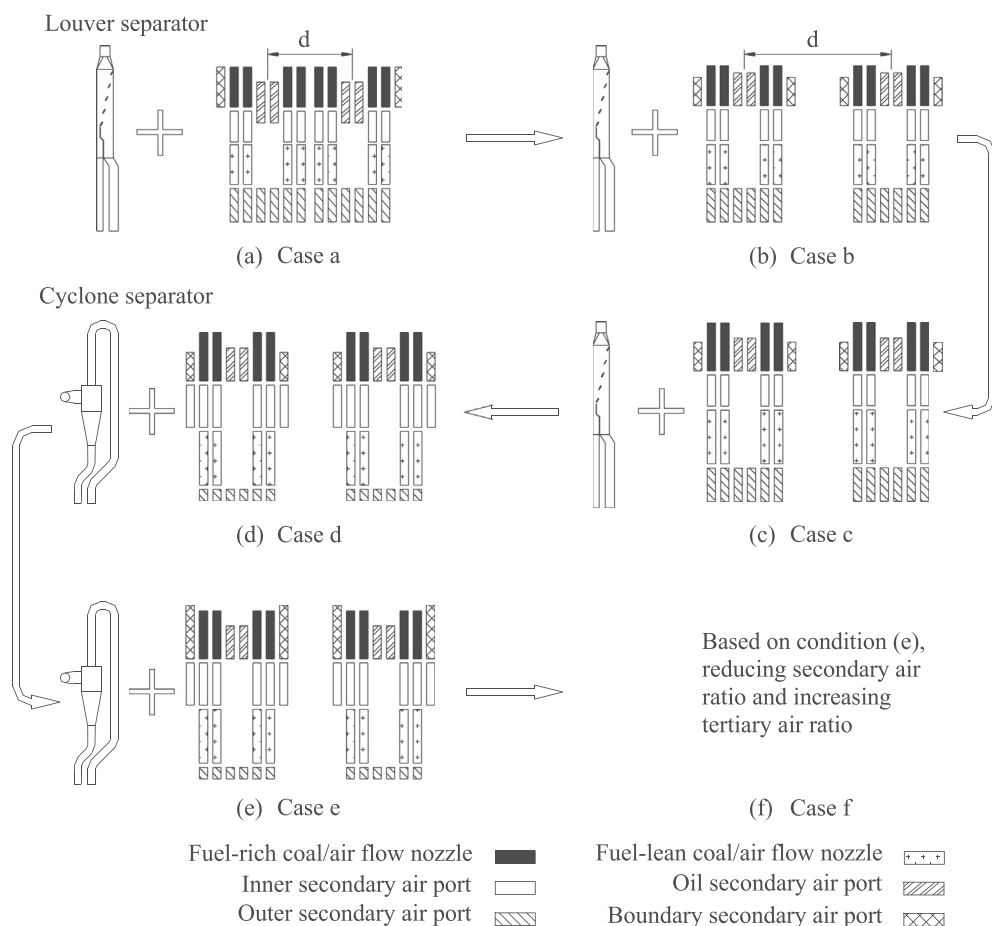 Louver separator
d
d
(a) Case a
(b) Case b
Cyclone separator
(d) Case d
(c) Case c
Based on condition (e),
reducing secondary air
ratio and increasing
tertiary air ratio
(e) Case e
(f) Case f
Fuel-rich coal/air flow nozzle
Fuel-lean coal/air flow nozzle
Inner secondary air port
Oil secondary air port
Outer secondary air port
Boundary secondary air port